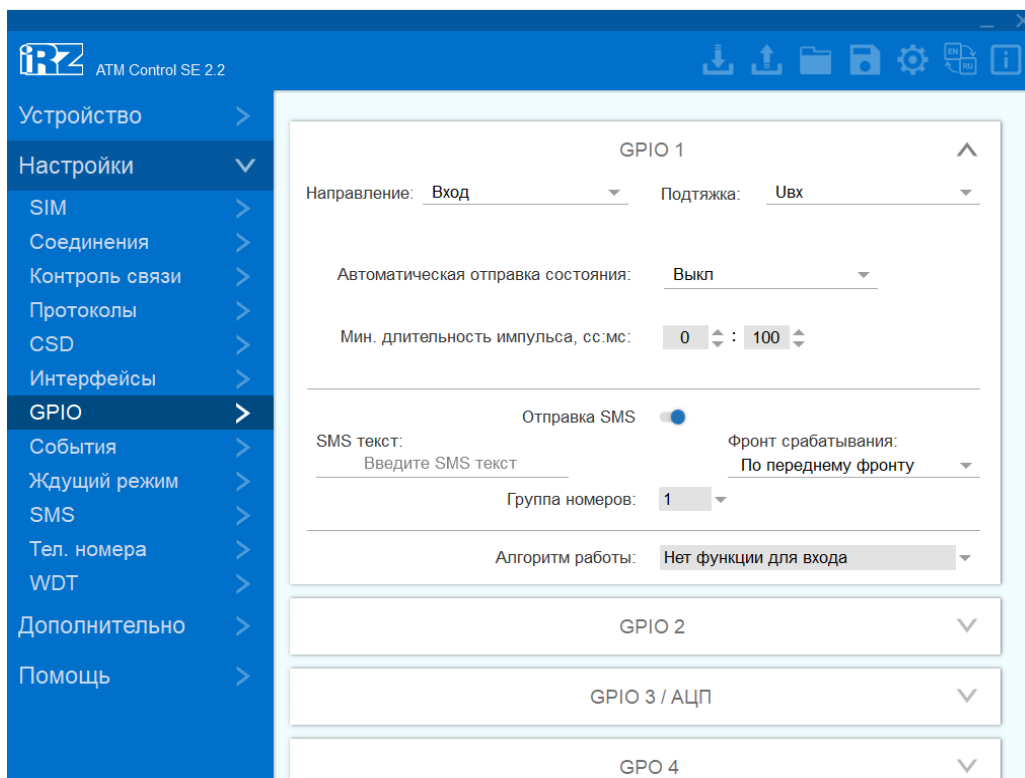 iRZ ATM Control SE 2.2
EN
RU
Устройство
Настройки
SIM
Соединения
Контроль связи
Протоколы
CSD
Интерфейсы
GPIO
События
Ждущий режим
SMS
Тел. номера
WDT
Дополнительно
Помощь
GPIO 1
Направление: Вход Подтяжка: Uвх
Автоматическая отправка состояния: Выкл
Мин. длительность импульса, сс:мс: 0 : 100
Отправка SMS
SMS текст: Фронт срабатывания:
Введите SMS текст По переднему фронту
Группа номеров: 1
Алгоритм работы: Нет функции для входа
GPIO 2
GPIO 3 / АЦП
GPO 4